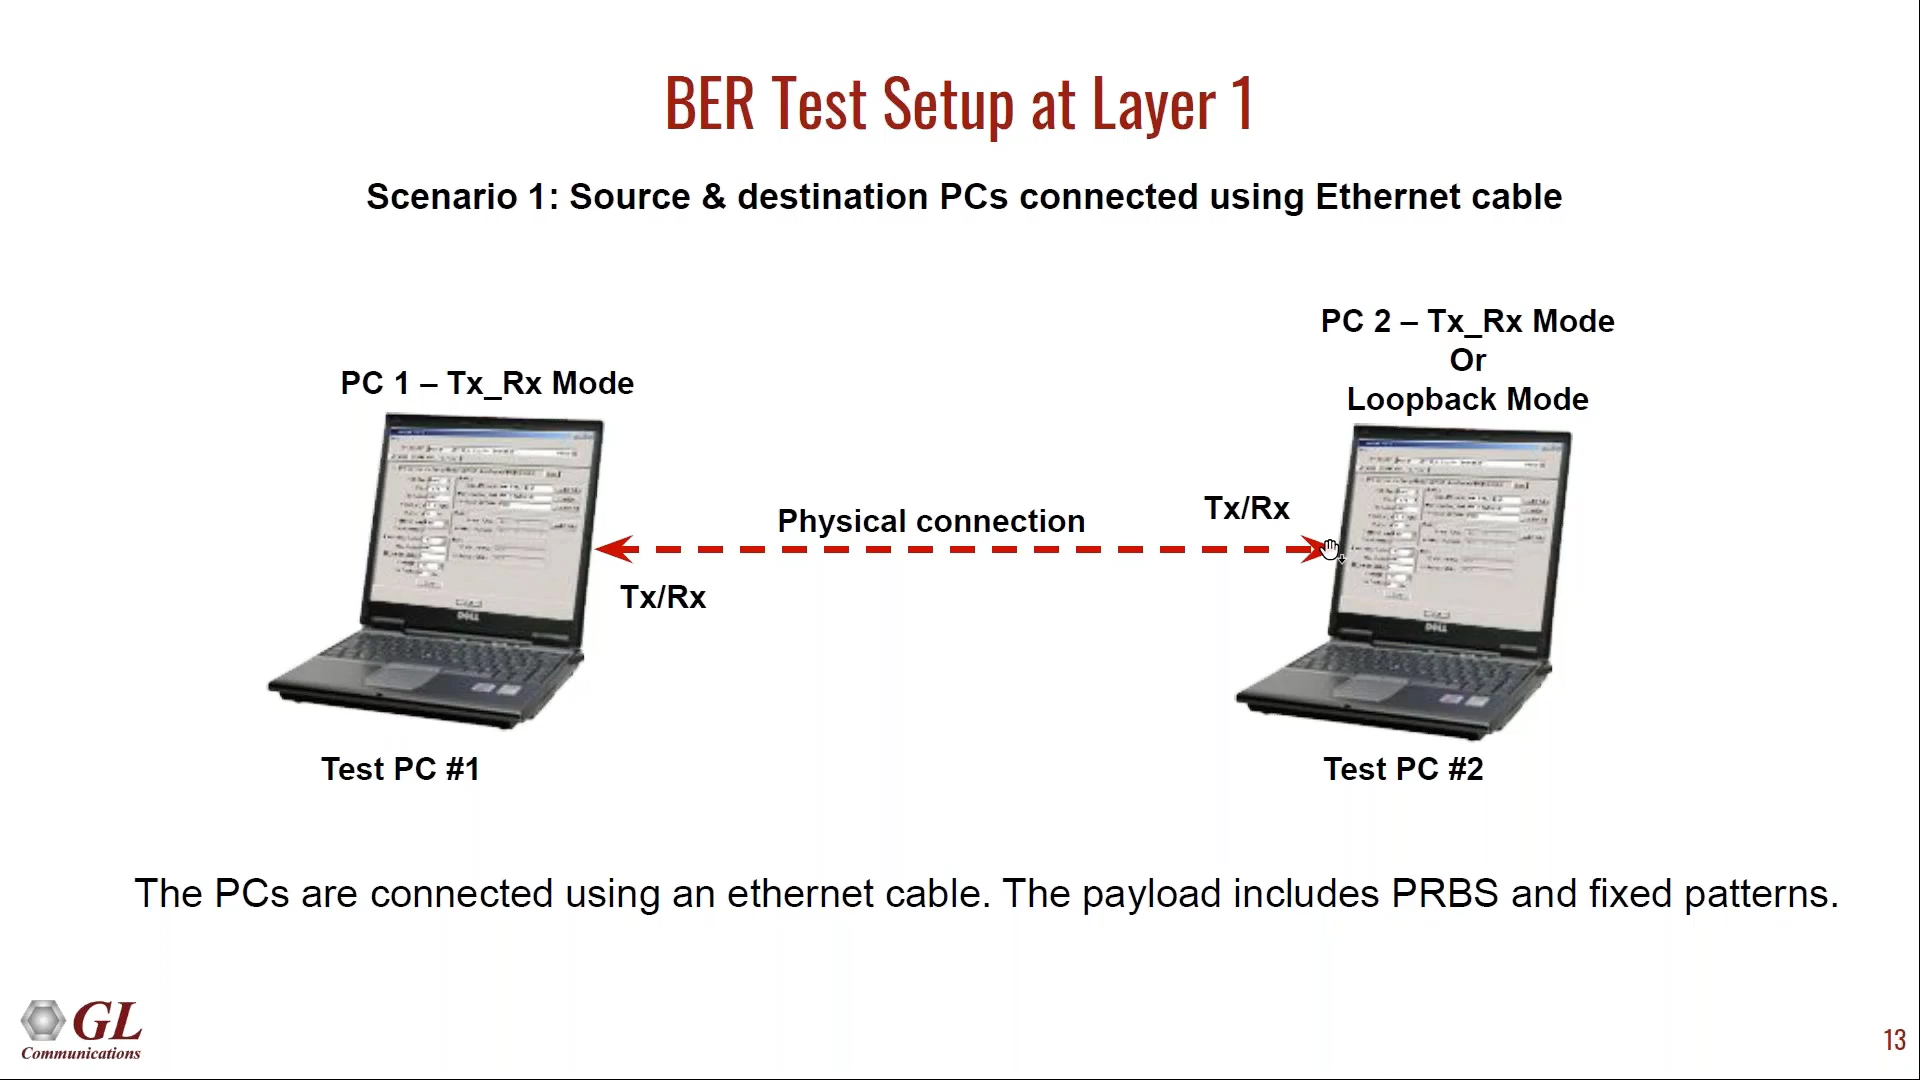 BER Test Setup at Layer 1
Scenario 1: Source & destination PCs connected using Ethernet cable
PC 1 – Tx_Rx Mode
PC 2 – Tx_Rx Mode
Or
Loopback Mode
Physical connection
Tx/Rx
Tx/Rx
DELL
DELL
Test PC #1
Test PC #2
The PCs are connected using an ethernet cable. The payload includes PRBS and fixed patterns.
GL
Communications
13